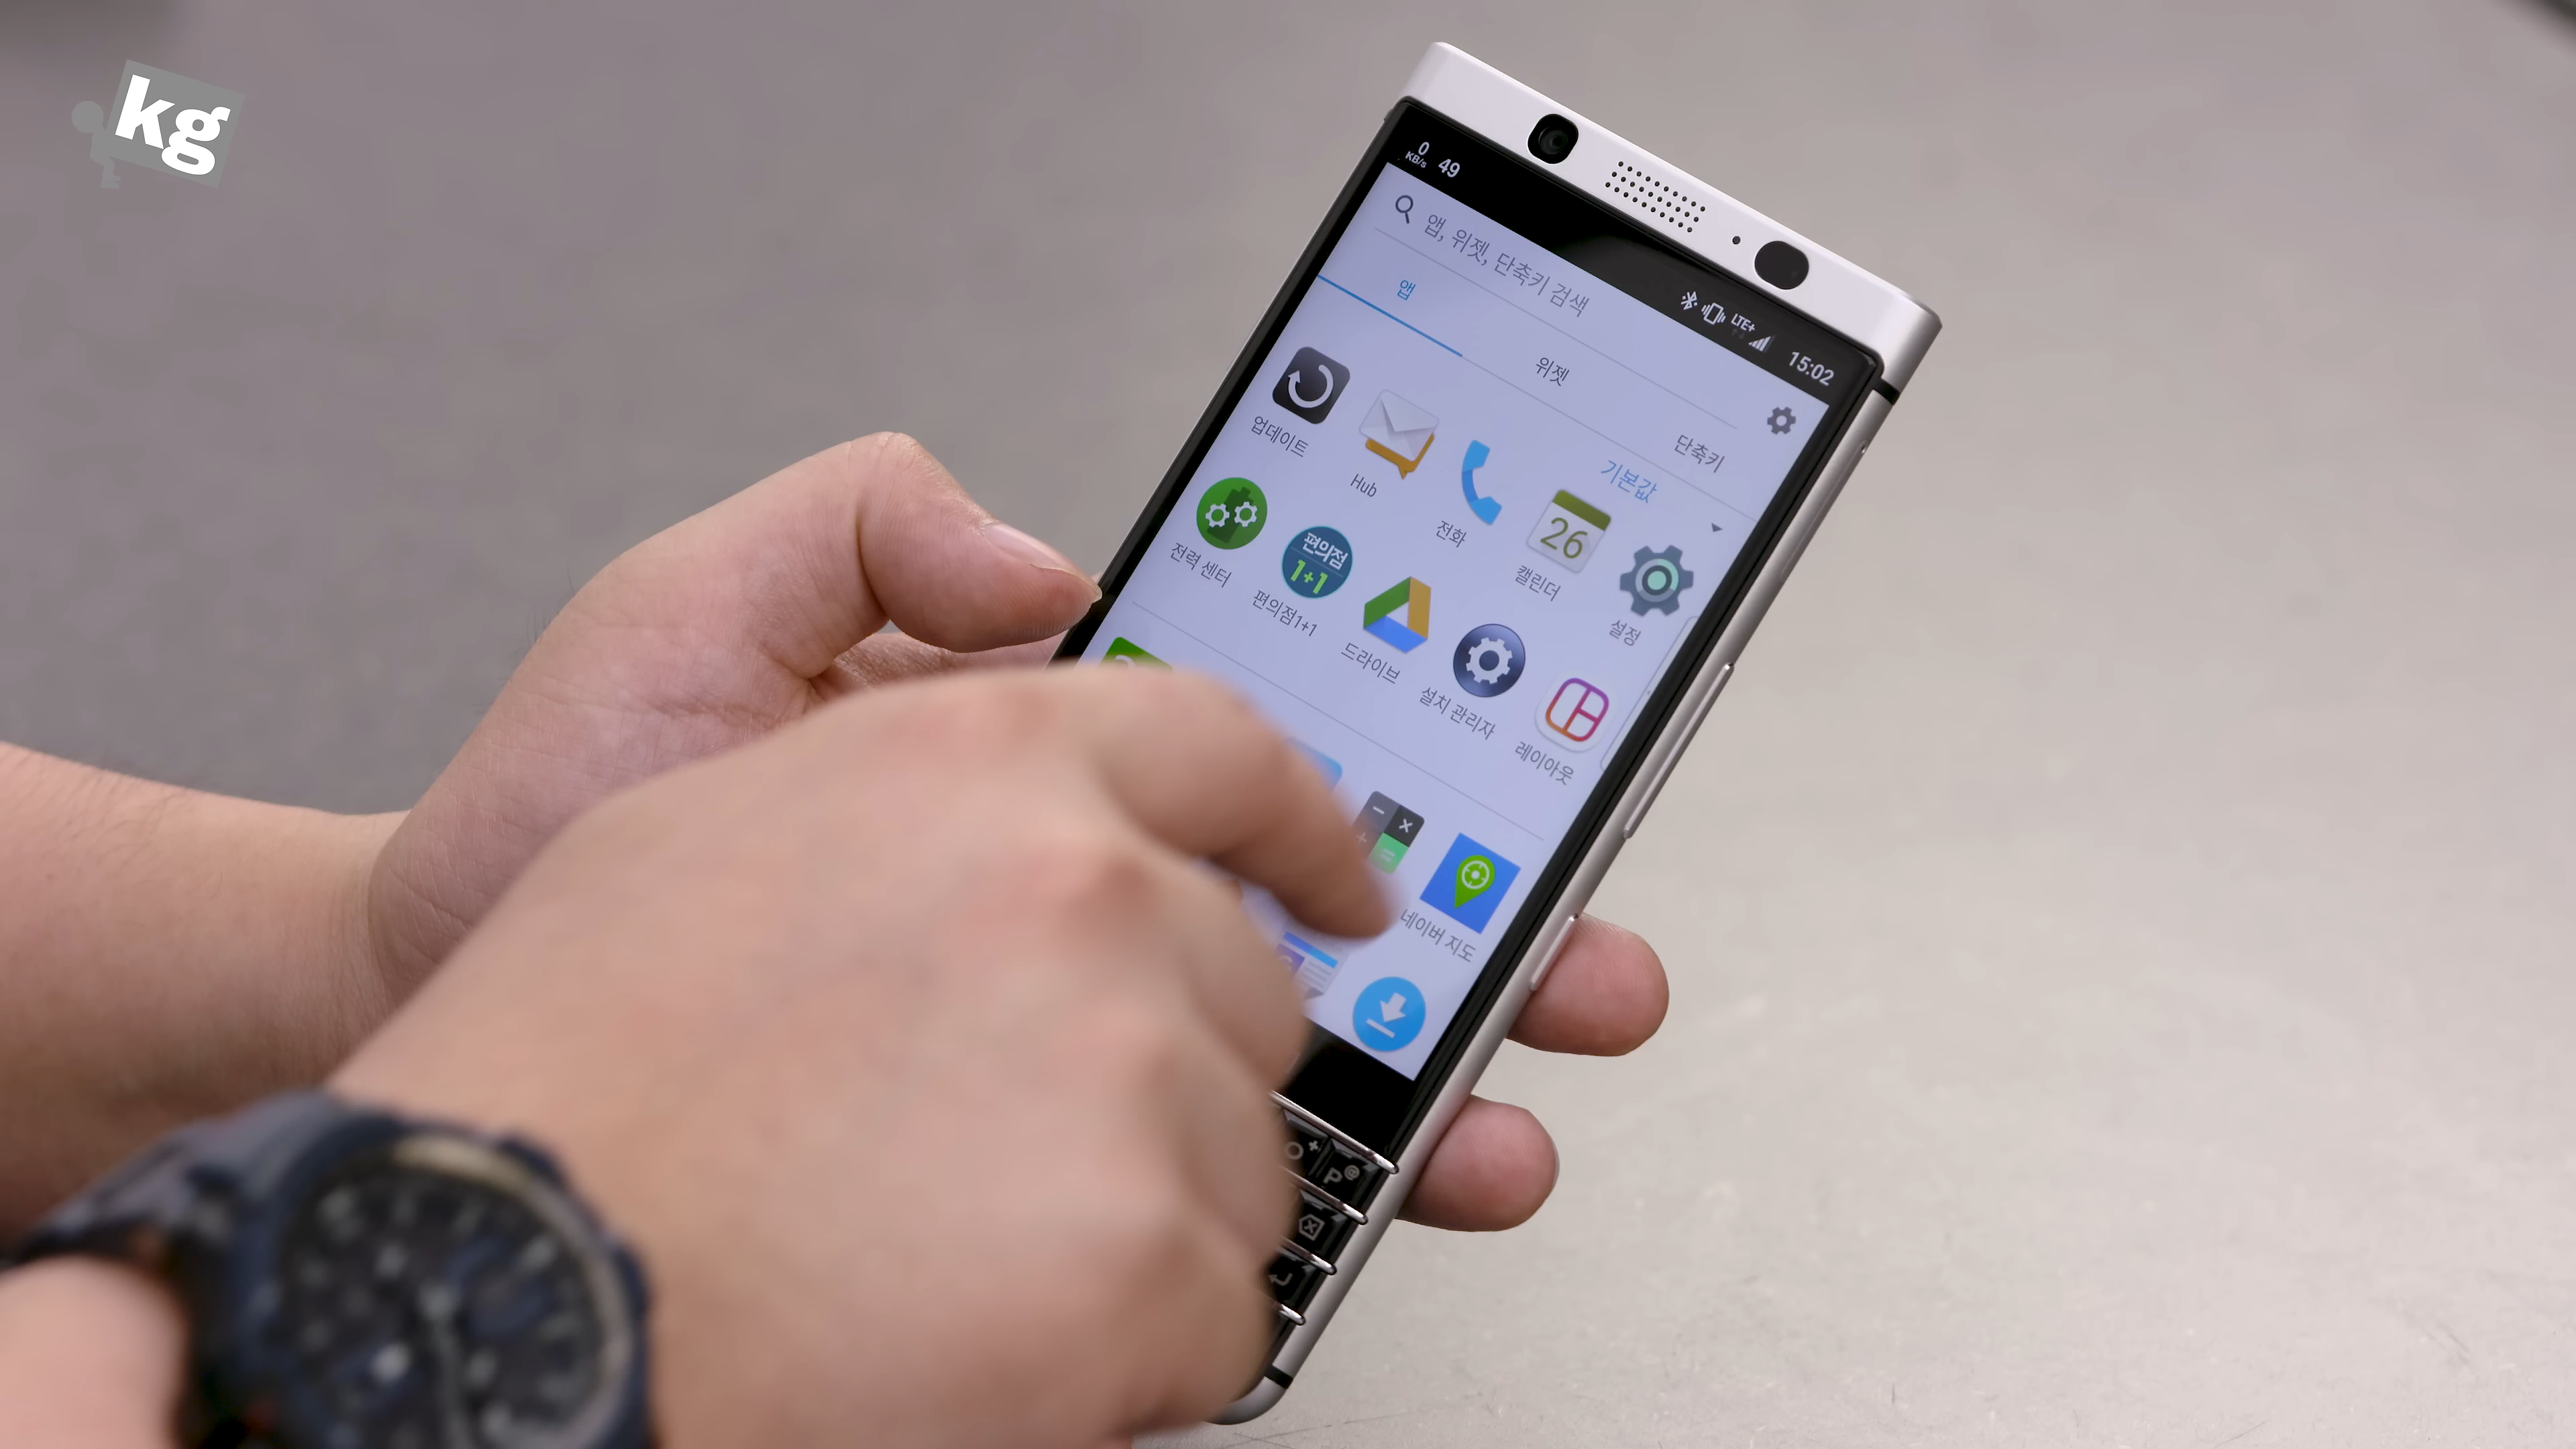 kg
0
KB/s
49
LTE+
15:02
앱, 위젯, 단축키 검색
앱
위젯
단축키
기본값
업데이트
Hub
전화
26
캘린더
설정
전력 센터
편의점
1+1
편의점1+1
드라이브
설치 관리자
레이아웃
네이버 지도
O +
P @